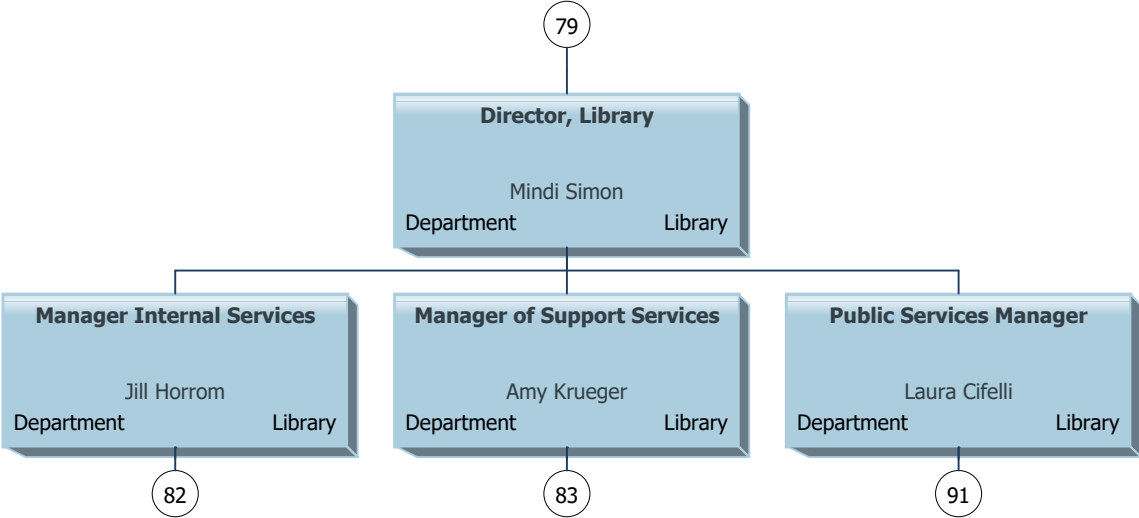 79
Director, Library
Mindi Simon
Department Library
Manager Internal Services
Jill Horrom
Department Library
82
Manager of Support Services
Amy Krueger
Department Library
83
Public Services Manager
Laura Cifelli
Department Library
91